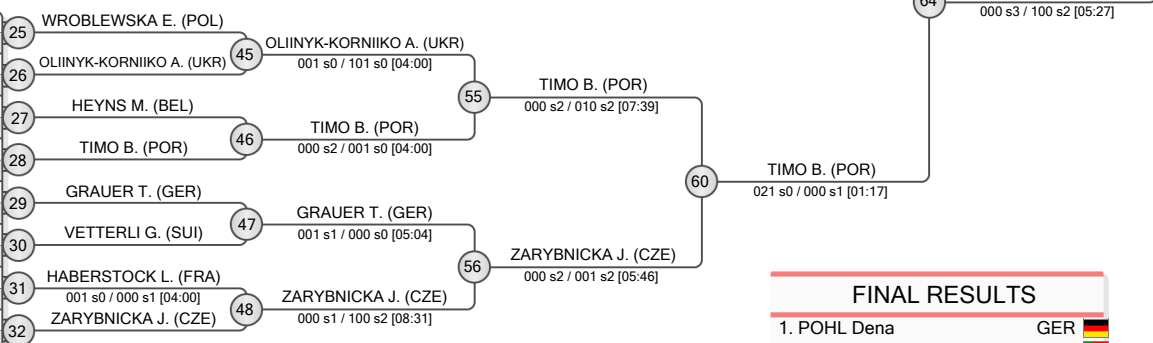 64
000 s3 / 100 s2 [05:27]
25
WROBLEWSKA E. (POL)
45
OLIINYK-KORNIIKO A. (UKR)
001 s0 / 101 s0 [04:00]
26
OLIINYK-KORNIIKO A. (UKR)
55
TIMO B. (POR)
000 s2 / 010 s2 [07:39]
27
HEYNS M. (BEL)
46
TIMO B. (POR)
000 s2 / 001 s0 [04:00]
28
TIMO B. (POR)
60
TIMO B. (POR)
021 s0 / 000 s1 [01:17]
29
GRAUER T. (GER)
47
GRAUER T. (GER)
001 s1 / 000 s0 [05:04]
30
VETTERLI G. (SUI)
56
ZARYBNICKA J. (CZE)
000 s2 / 001 s2 [05:46]
31
HABERSTOCK L. (FRA)
001 s0 / 000 s1 [04:00]
48
ZARYBNICKA J. (CZE)
000 s1 / 100 s2 [08:31]
32
ZARYBNICKA J. (CZE)
FINAL RESULTS
1. POHL Dena GER